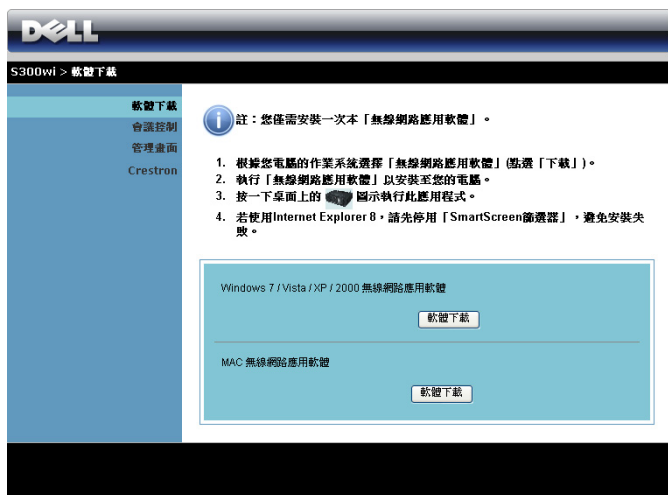 DELL
S300wi > 軟體下載
軟體下載
會議控制
管理畫面
Crestron
註：您僅需安裝一次本「無線網路應用軟體」。
1. 根據您電腦的作業系統選擇「無線網路應用軟體」(點選「下載」)。
2. 執行「無線網路應用軟體」以安裝至您的電腦。
3. 按一下桌面上的 圖示執行此應用程式。
4. 若使用Internet Explorer 8，請先停用「SmartScreen篩選器」，避免安裝失
敗。
Windows 7 / Vista / XP / 2000 無線網路應用軟體
軟體下載
MAC 無線網路應用軟體
軟體下載